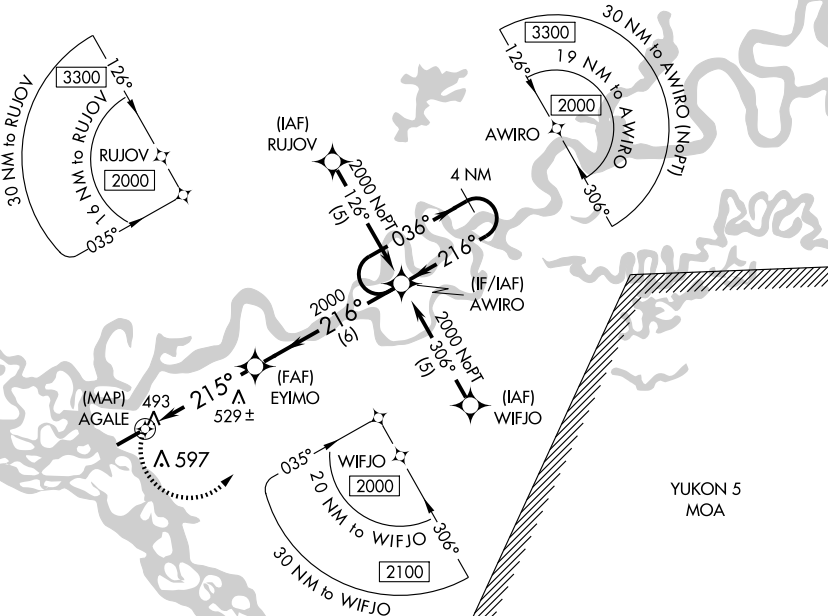 30 NM to RUJOV
3300
126°
16 NM to RUJOV
RUJOV
2000
035°
(IAF)
RUJOV
2000 NoPT
126°
(5)
4 NM
036°
216°
(IF/IAF)
AWIRO
30 NM to AWIRO (NoPT)
3300
126°
19 NM to AWIRO
2000
AWIRO
306°
2000
216°
(6)
2000 NoPT
306°
(5)
(IAF)
WIFJO
(FAF)
EYIMO
215°
529 ±
(MAP)
AGALE
493
597
035°
WIFJO
2000
20 NM to WIFJO
306°
2100
30 NM to WIFJO
YUKON 5
MOA